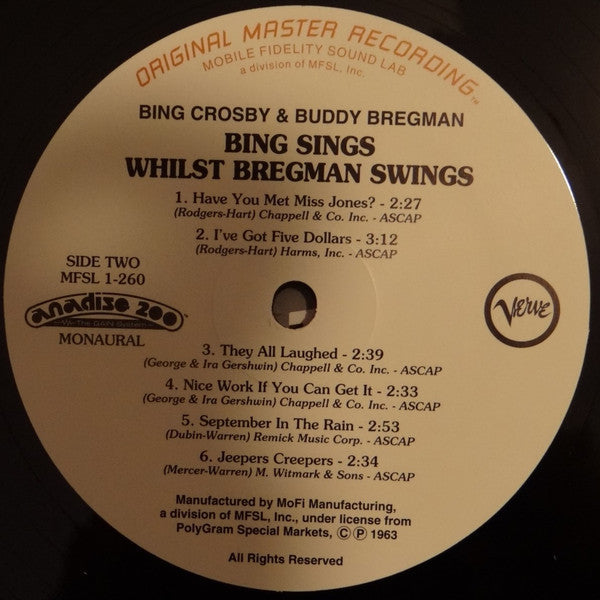 ORIGINAL MASTER RECORDING™
MOBILE FIDELITY SOUND LAB
a division of MFSL, Inc.
BING CROSBY & BUDDY BREGMAN
BING SINGS
WHILST BREGMAN SWINGS
1. Have You Met Miss Jones? - 2:27
(Rodgers-Hart) Chappell & Co. Inc. - ASCAP
2. I've Got Five Dollars - 3:12
(Rodgers-Hart) Harms, Inc. - ASCAP
SIDE TWO
MFSL 1-260
anadisq 200™
The GAIN System
MONAURAL
Verve
3. They All Laughed - 2:39
(George & Ira Gershwin) Chappell & Co. Inc. - ASCAP
4. Nice Work If You Can Get It - 2:33
(George & Ira Gershwin) Chappell & Co. Inc. - ASCAP
5. September In The Rain - 2:53
(Dubin-Warren) Remick Music Corp. - ASCAP
6. Jeepers Creepers - 2:34
(Mercer-Warren) M. Witmark & Sons - ASCAP
Manufactured by MoFi Manufacturing,
a division of MFSL, Inc., under license from
PolyGram Special Markets, Ⓒ Ⓟ 1963
All Rights Reserved